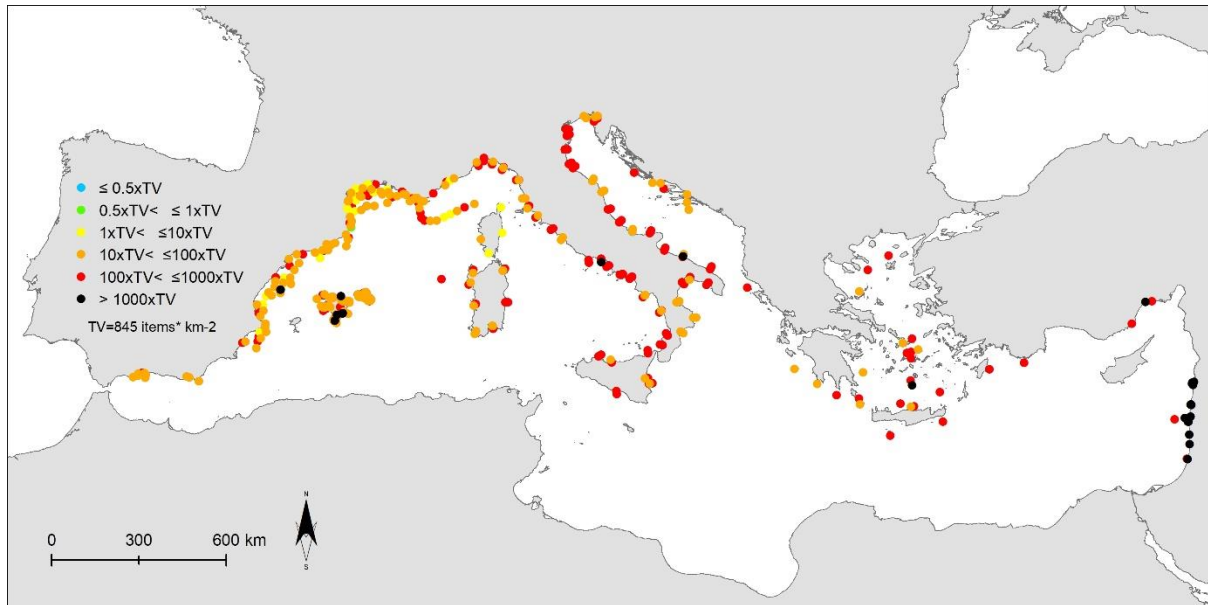 ≤ 0.5xTV
0.5xTV< ≤ 1xTV
1xTV< ≤10xTV
10xTV< ≤100xTV
100xTV< ≤1000xTV
> 1000xTV
TV=845 items* km-2
N
S
0 300 600 km